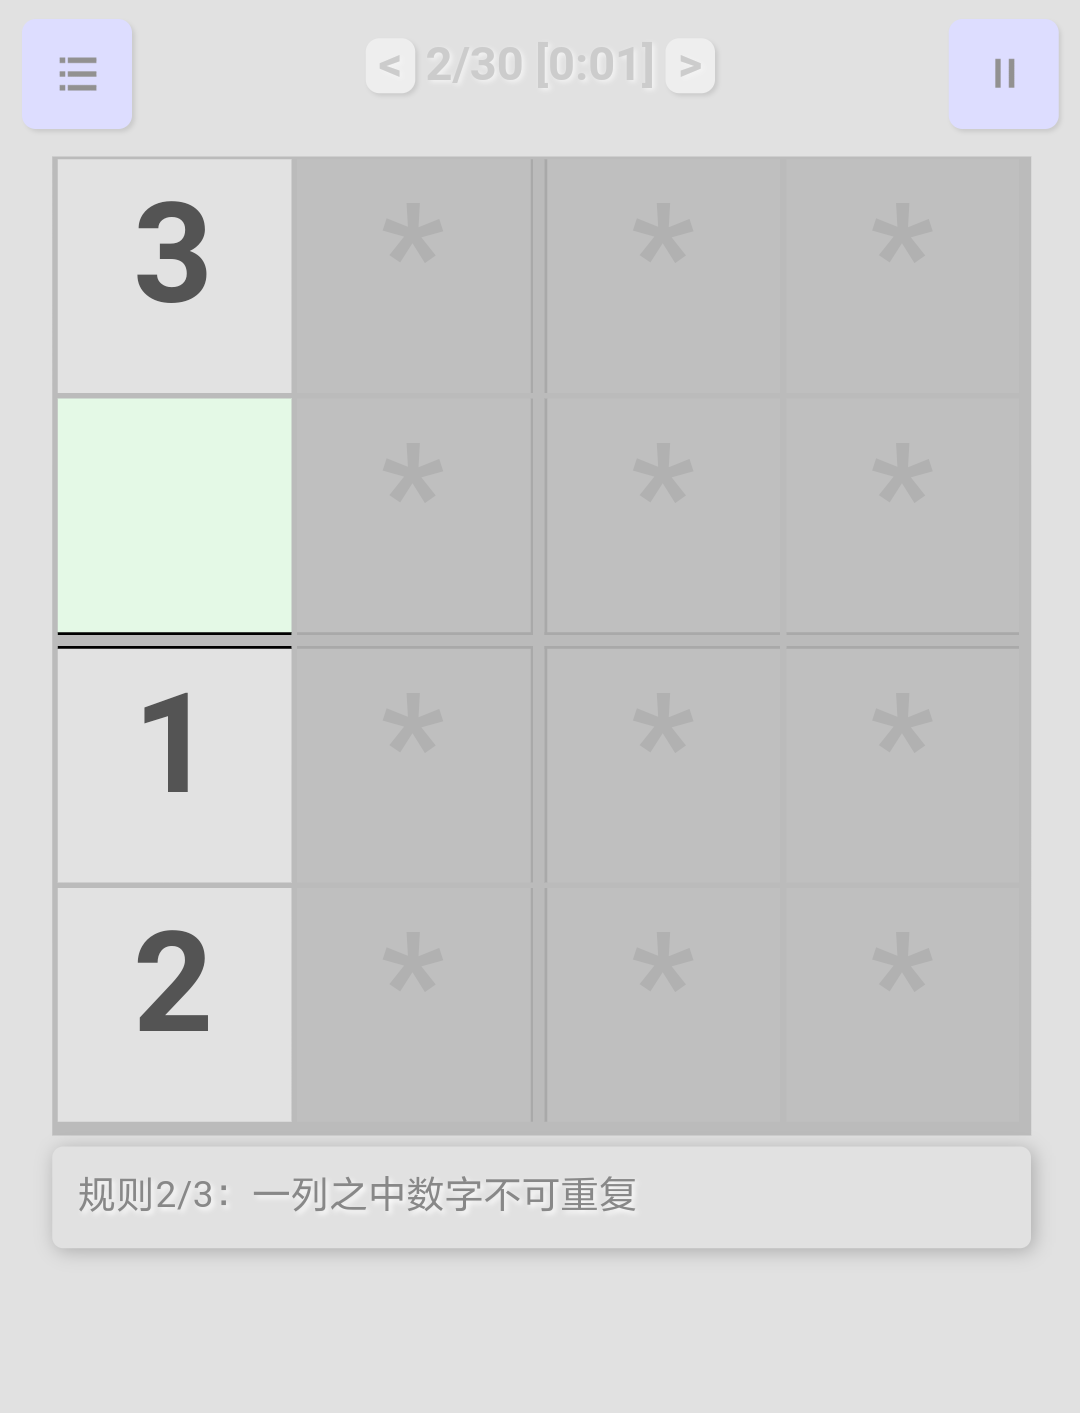 < 2/30 [0:01] >
3 * * *
* * *
1 * * *
2 * * *
规则2/3：一列之中数字不可重复